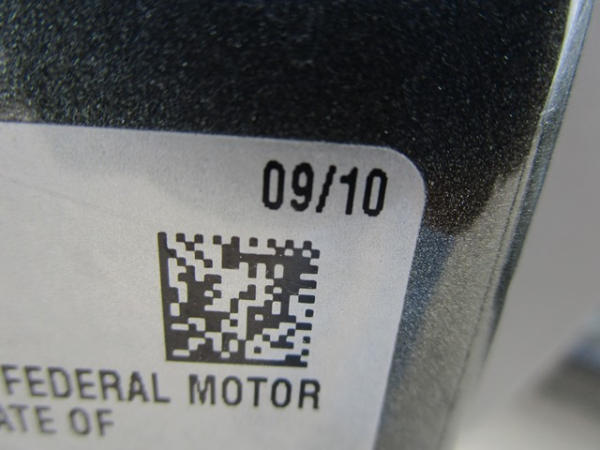 09/10
FEDERAL MOTOR
ATE OF